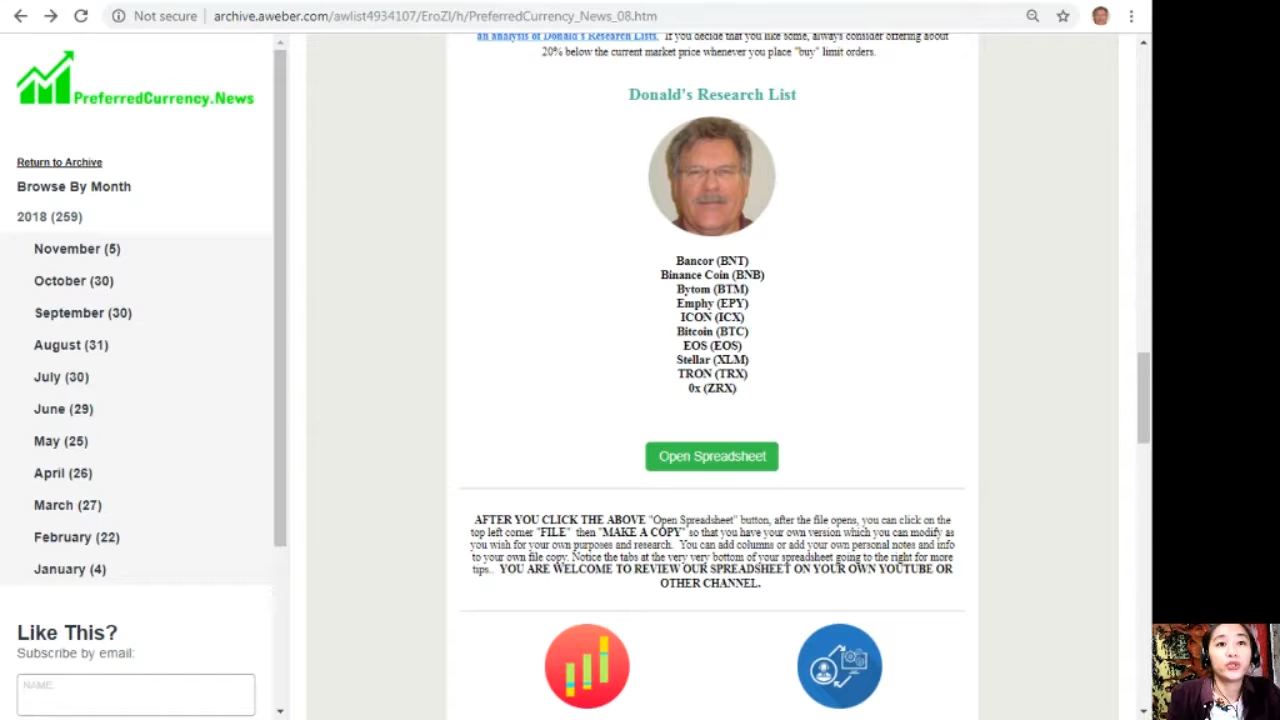 Not secure archive.aweber.com/awlist4934107/EroZI/h/PreferredCurrency_News_08.htm
PreferredCurrency.News
Return to Archive
Browse By Month
2018 (259)
November (5)
October (30)
September (30)
August (31)
July (30)
June (29)
May (25)
April (26)
March (27)
February (22)
January (4)
Like This?
Subscribe by email:
NAME
an analysis of Donald's Research Lists. If you decide that you like some, always consider offering about
20% below the current market price whenever you place "buy" limit orders.
Donald's Research List
Bancor (BNT)
Binance Coin (BNB)
Bytom (BTM)
Emphy (EPY)
ICON (ICX)
Bitcoin (BTC)
EOS (EOS)
Stellar (XLM)
TRON (TRX)
0x (ZRX)
Open Spreadsheet
AFTER YOU CLICK THE ABOVE "Open Spreadsheet" button, after the file opens, you can click on the
top left corner "FILE" then "MAKE A COPY" so that you have your own version which you can modify as
you wish for your own purposes and research. You can add columns or add your own personal notes and info
to your own file copy. Notice the tabs at the very very bottom of your spreadsheet going to the right for more
tips.. YOU ARE WELCOME TO REVIEW OUR SPREADSHEET ON YOUR OWN YOUTUBE OR
OTHER CHANNEL.